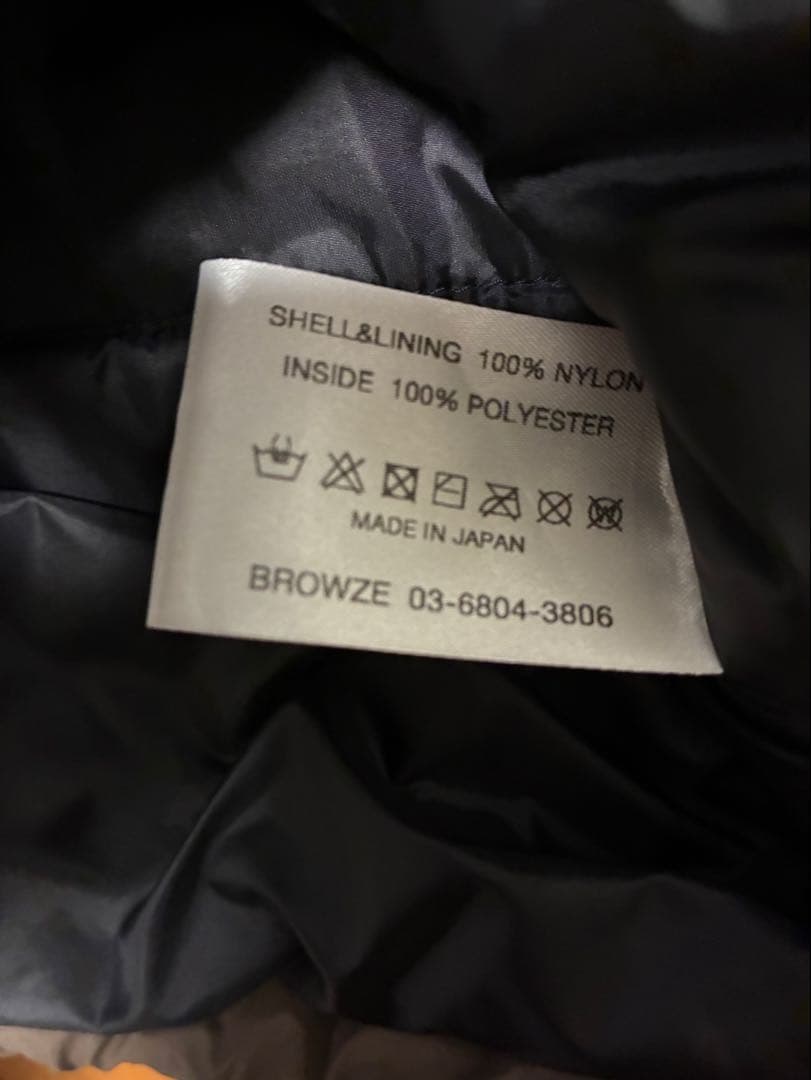 SHELL&LINING 100% NYLON
INSIDE 100% POLYESTER
MADE IN JAPAN
BROWZE 03-6804-3806